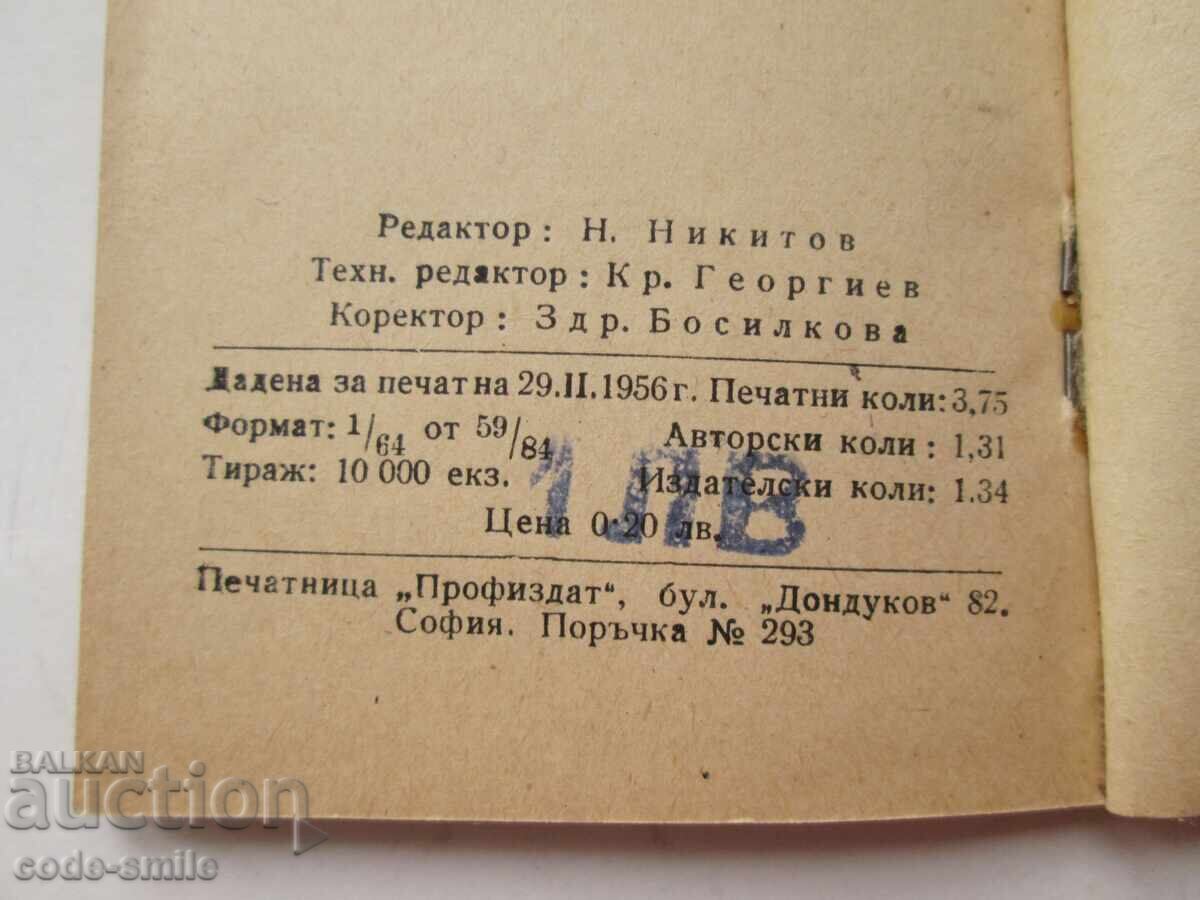 Редактор: Н. Никитов
Техн. редактор: Кр. Георгиев
Коректор: Здр. Босилкова
Дадена за печат на 29.II.1956 г. Печатни коли: 3,75
Формат: 1/64 от 59/84 Авторски коли: 1,31
Тираж: 10 000 екз. Издателски коли: 1.34
1ЛВ
Цена 0·20 лв.
Печатница „Профиздат“, бул. „Дондуков“ 82.
София. Поръчка № 293
BALKAN
auction
code-smile